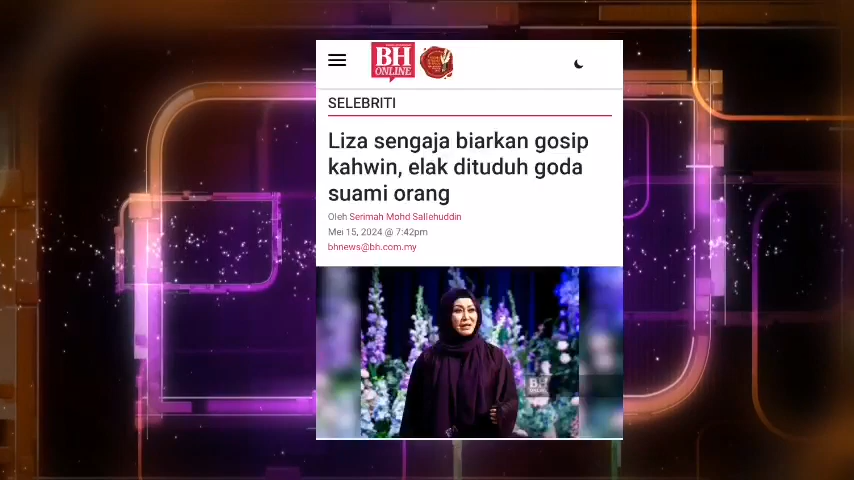 BH
ONLINE
SELEBRITI
Liza sengaja biarkan gosip
kahwin, elak dituduh goda
suami orang
Oleh Serimah Mohd Sallehuddin
Mei 15, 2024 @ 7:42pm
bhnews@bh.com.my
BH
ONLINE